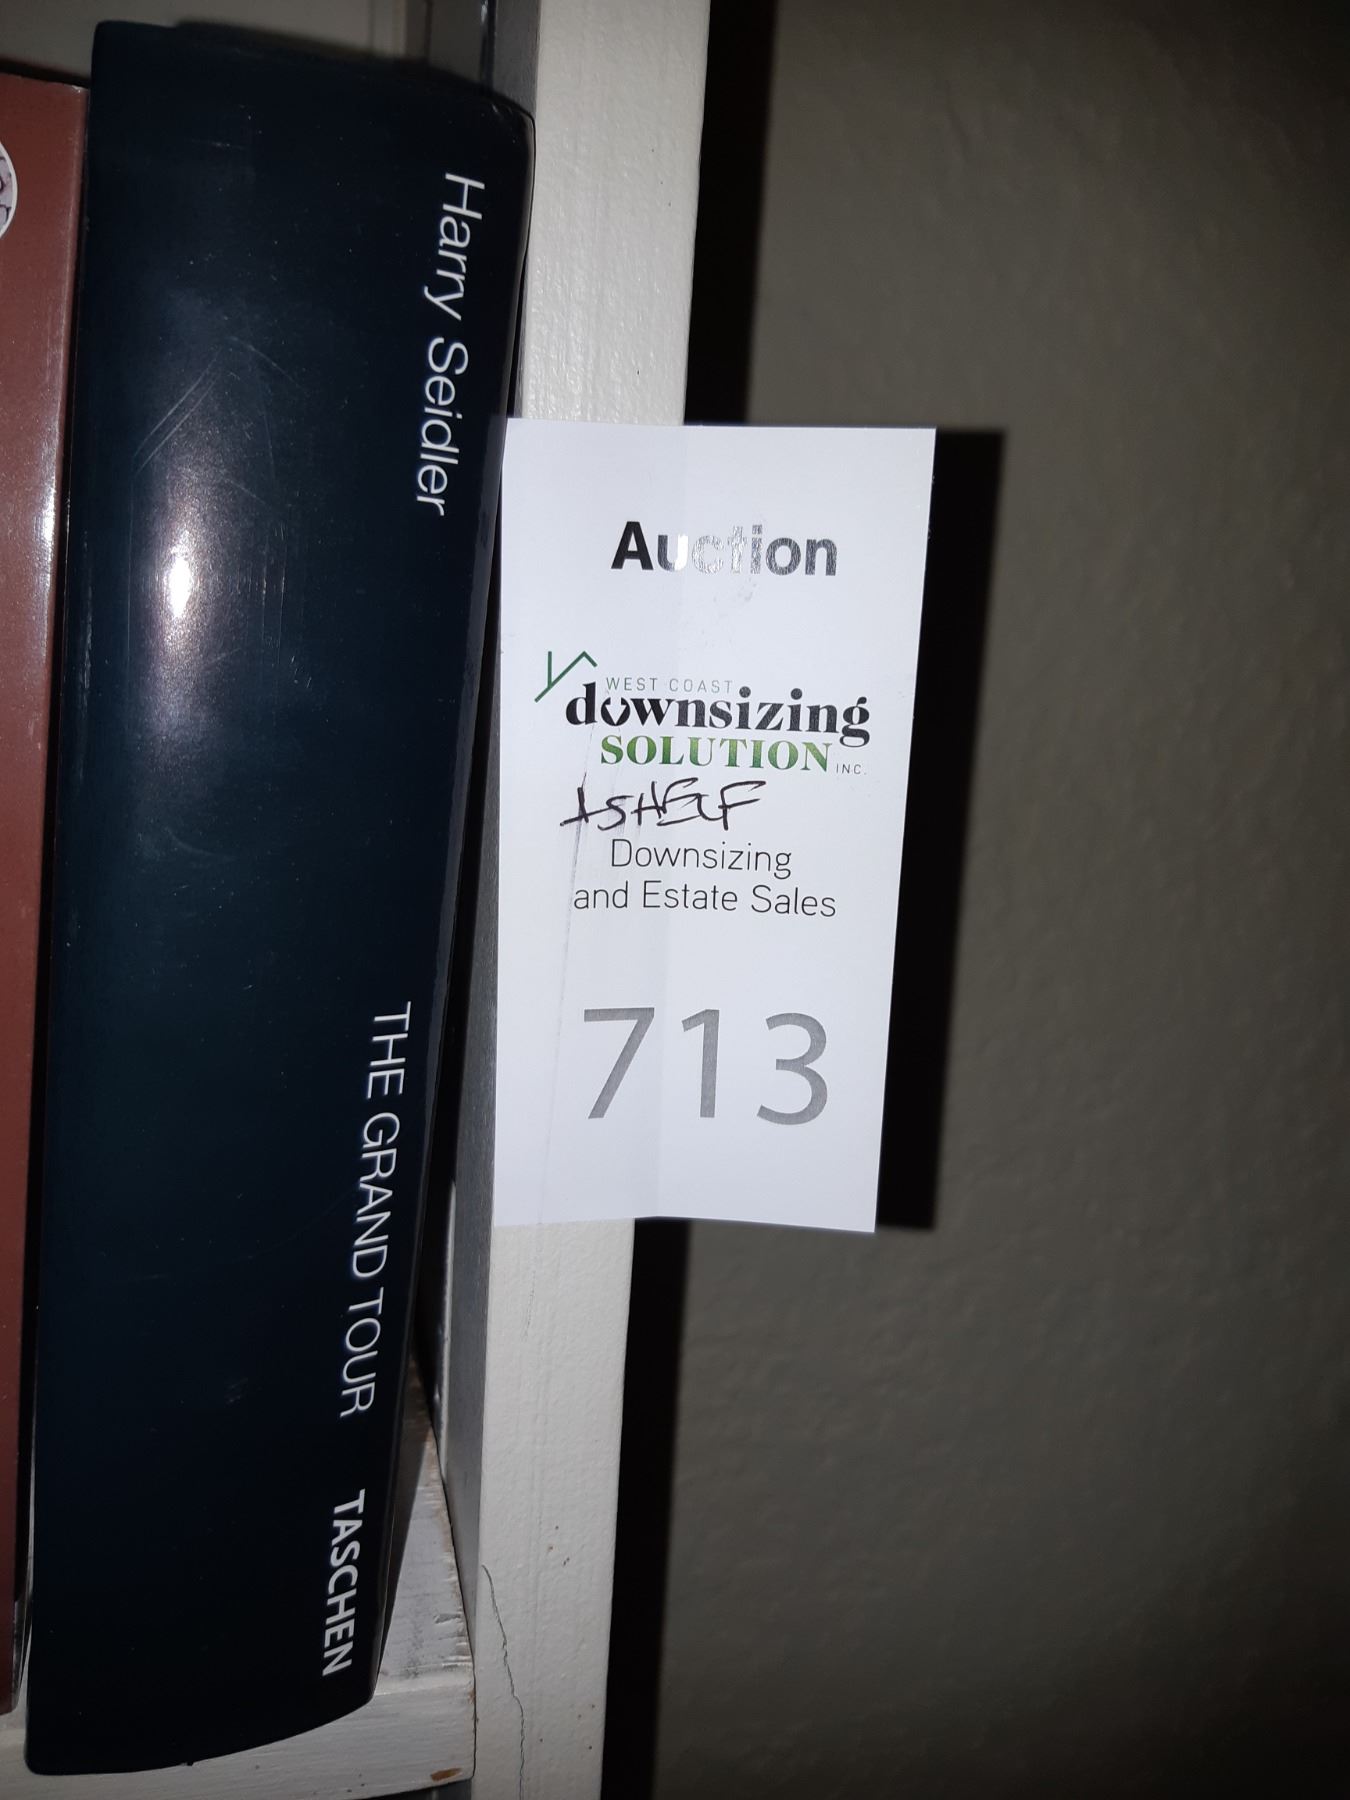 Harry Seidler
THE GRAND TOUR
TASCHEN
Auction
WEST COAST
downsizing
SOLUTION INC.
1 SHELF
Downsizing
and Estate Sales
713